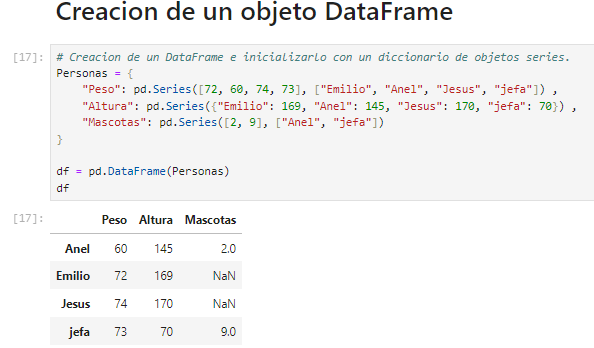 Creacion de un objeto DataFrame
[17]: # Creacion de un DataFrame e inicializarlo con un diccionario de objetos series.
Personas = {
"Peso": pd.Series([72, 60, 74, 73], ["Emilio", "Anel", "Jesus", "jefa"]) ,
"Altura": pd.Series({"Emilio": 169, "Anel": 145, "Jesus": 170, "jefa": 70}) ,
"Mascotas": pd.Series([2, 9], ["Anel", "jefa"])
}
df = pd.DataFrame(Personas)
df
[17]: Peso Altura Mascotas
Anel 60 145 2.0
Emilio 72 169 NaN
Jesus 74 170 NaN
jefa 73 70 9.0